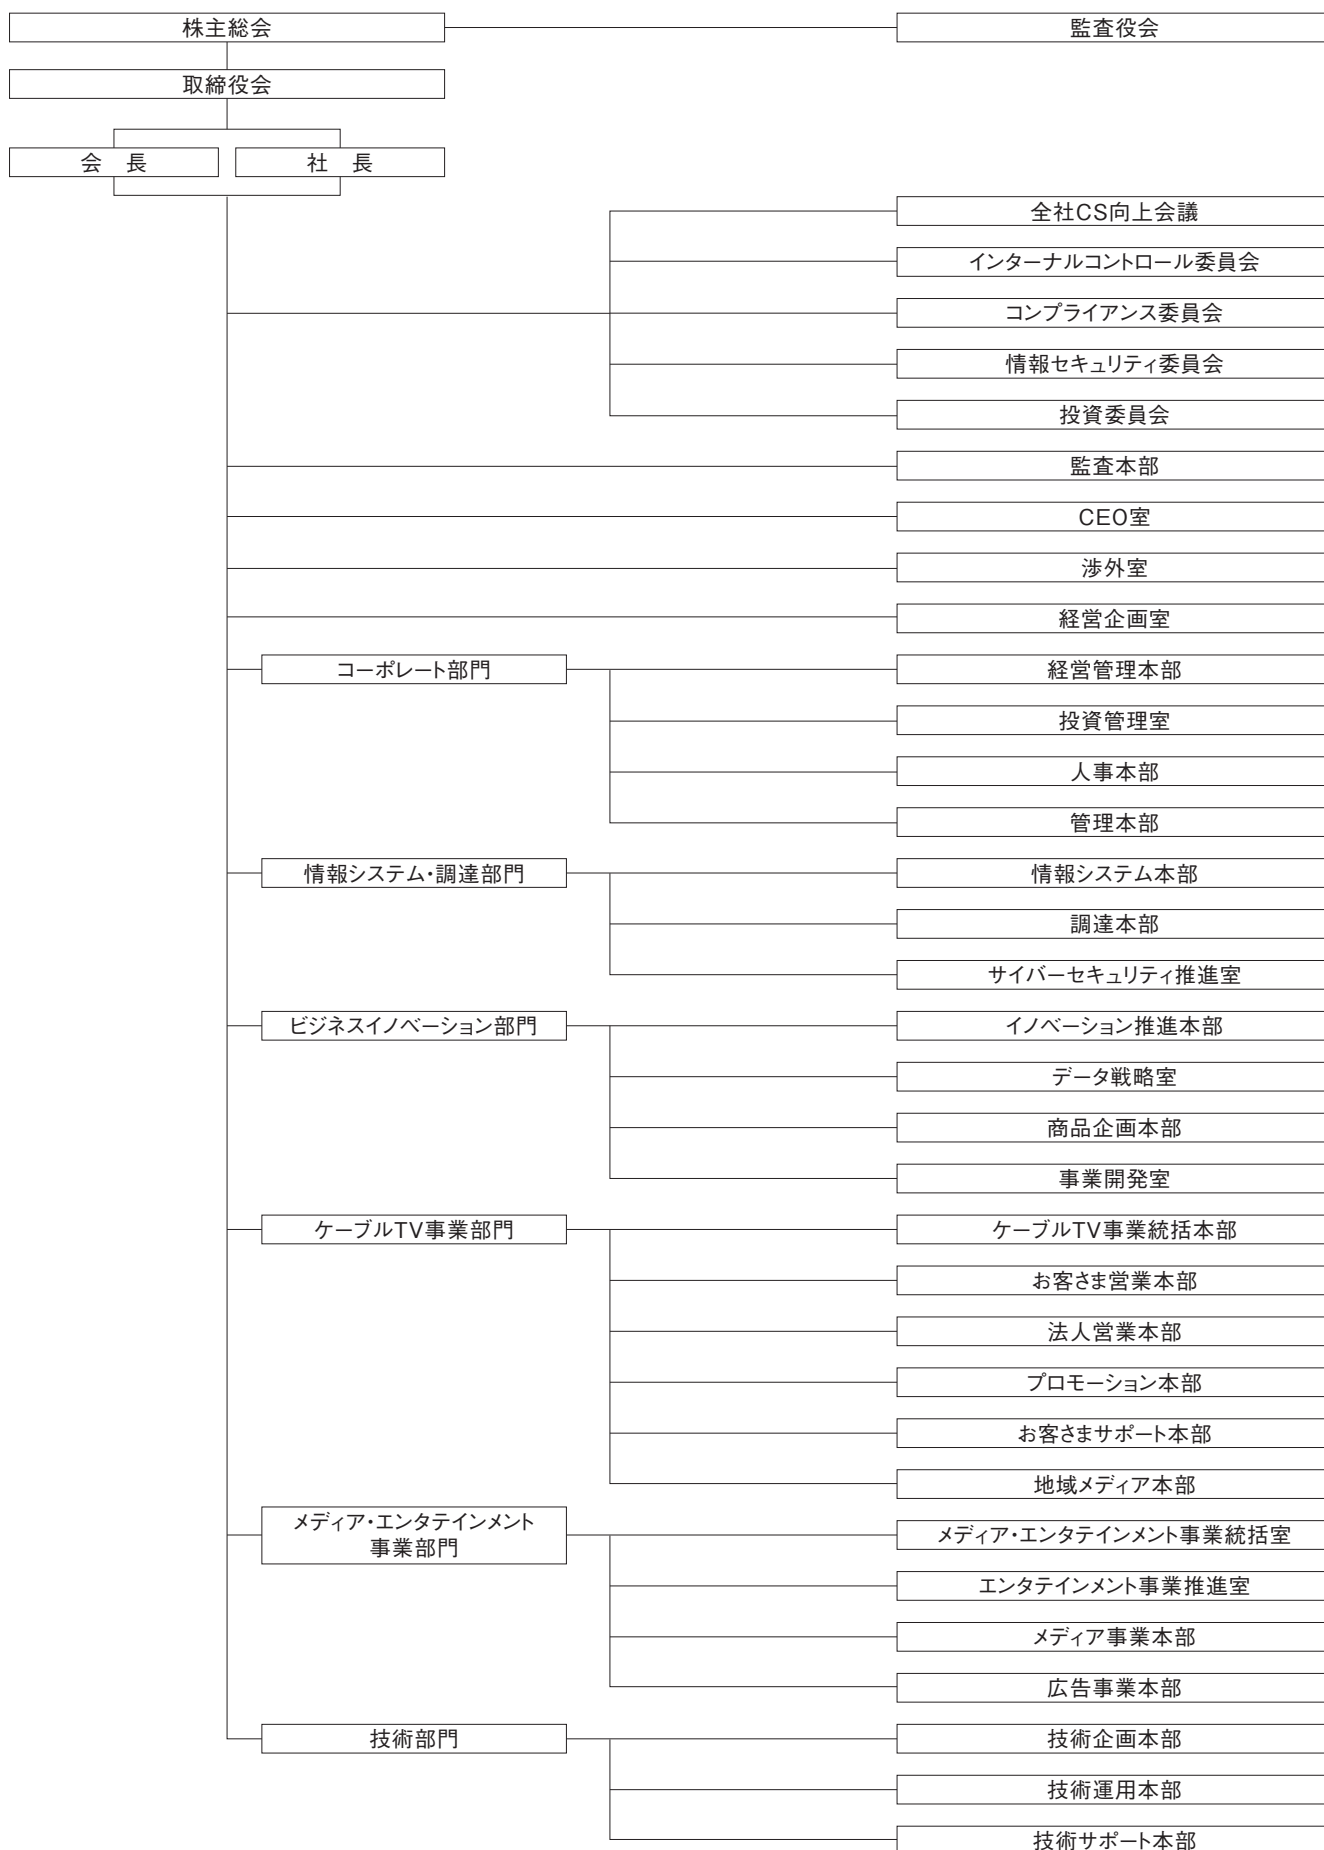 株主総会
監査役会
取締役会
会　長
社　長
全社CS向上会議
インターナルコントロール委員会
コンプライアンス委員会
情報セキュリティ委員会
投資委員会
監査本部
CEO室
渉外室
経営企画室
コーポレート部門
経営管理本部
投資管理室
人事本部
管理本部
情報システム・調達部門
情報システム本部
調達本部
サイバーセキュリティ推進室
ビジネスイノベーション部門
イノベーション推進本部
データ戦略室
商品企画本部
事業開発室
ケーブルTV事業部門
ケーブルTV事業統括本部
お客さま営業本部
法人営業本部
プロモーション本部
お客さまサポート本部
地域メディア本部
メディア・エンタテインメント
事業部門
メディア・エンタテインメント事業統括室
エンタテインメント事業推進室
メディア事業本部
広告事業本部
技術部門
技術企画本部
技術運用本部
技術サポート本部